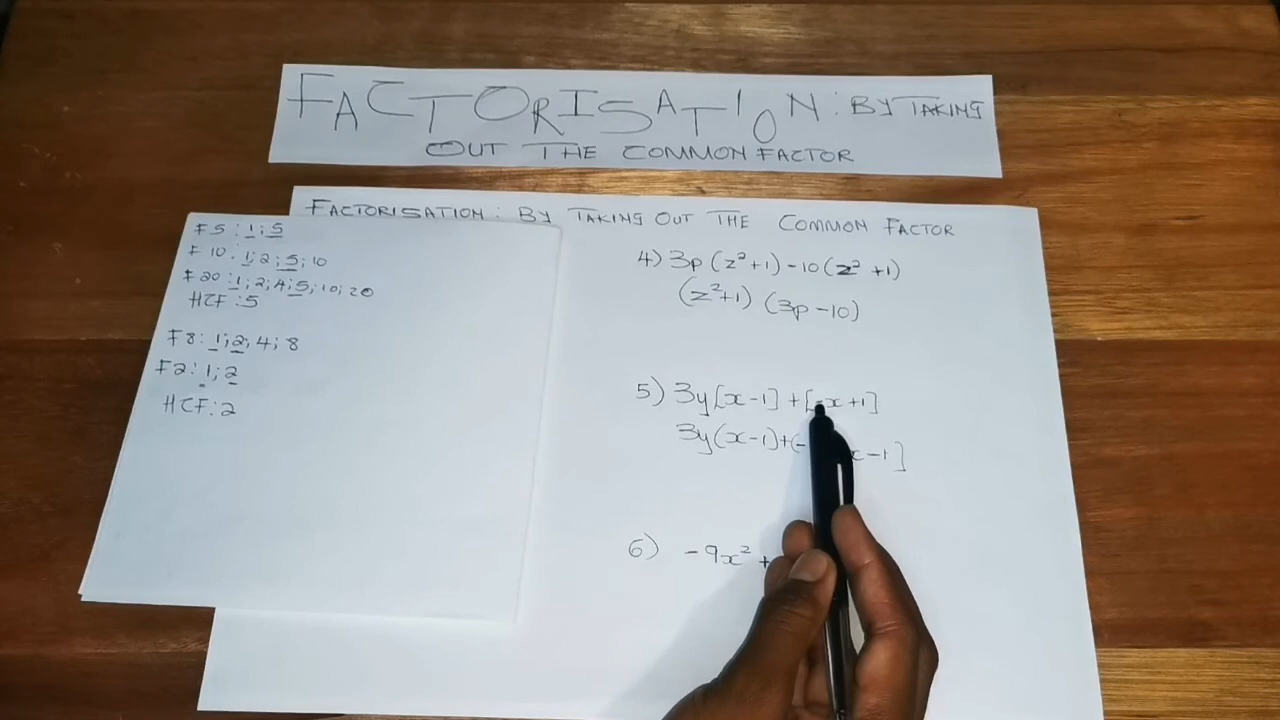 FACTORISATION: BY TAKING
OUT THE COMMON FACTOR
FACTORISATION: BY TAKING OUT THE COMMON FACTOR
F5: 1; 5
F10: 1; 2; 5; 10
F20: 1; 2; 4; 5; 10; 20
HCF: 5
F8: 1; 2; 4; 8
F2: 1; 2
HCF: 2
4) 3p(z²+1)-10(z²+1)
(z²+1)(3p-10)
5) 3y[x-1]+[-x+1]
3y(x-1)+(- x-1]
6) -9x²+